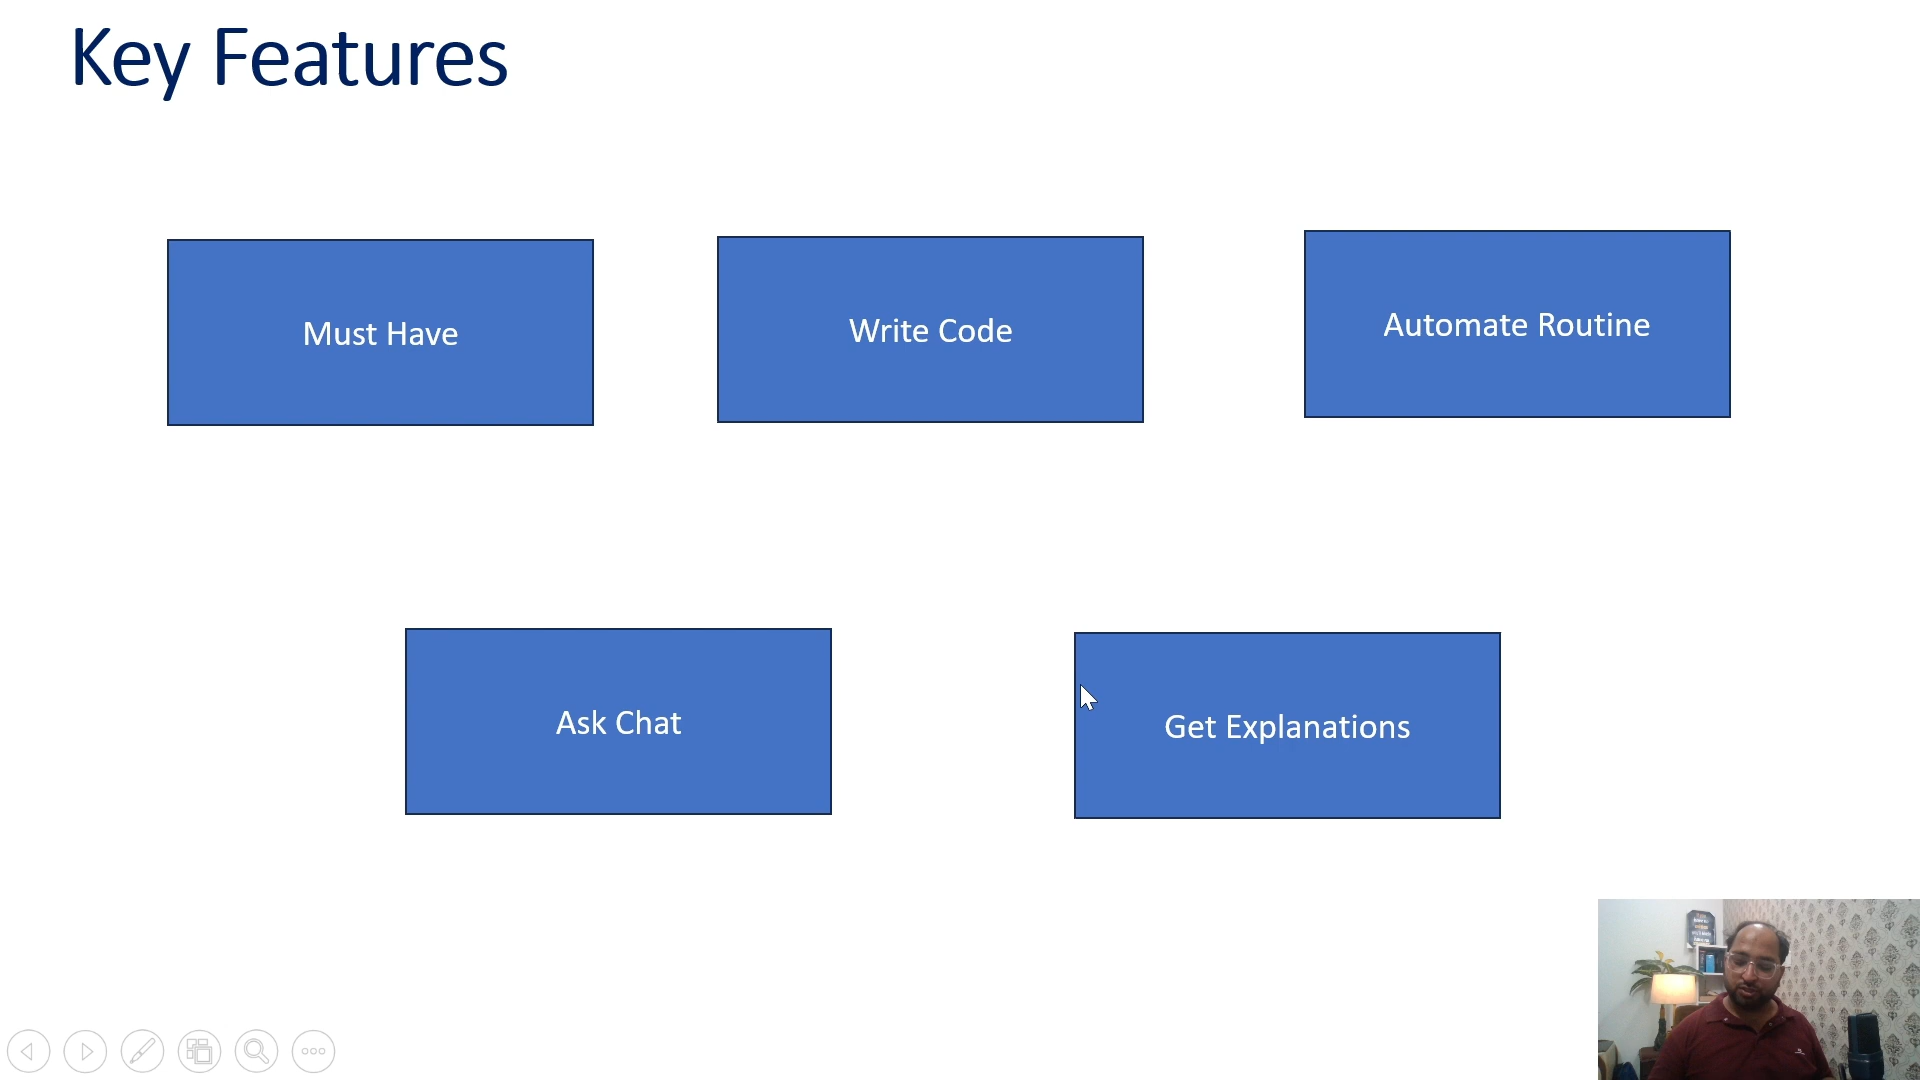 Key Features
Must Have
Write Code
Automate Routine
Ask Chat
Get Explanations